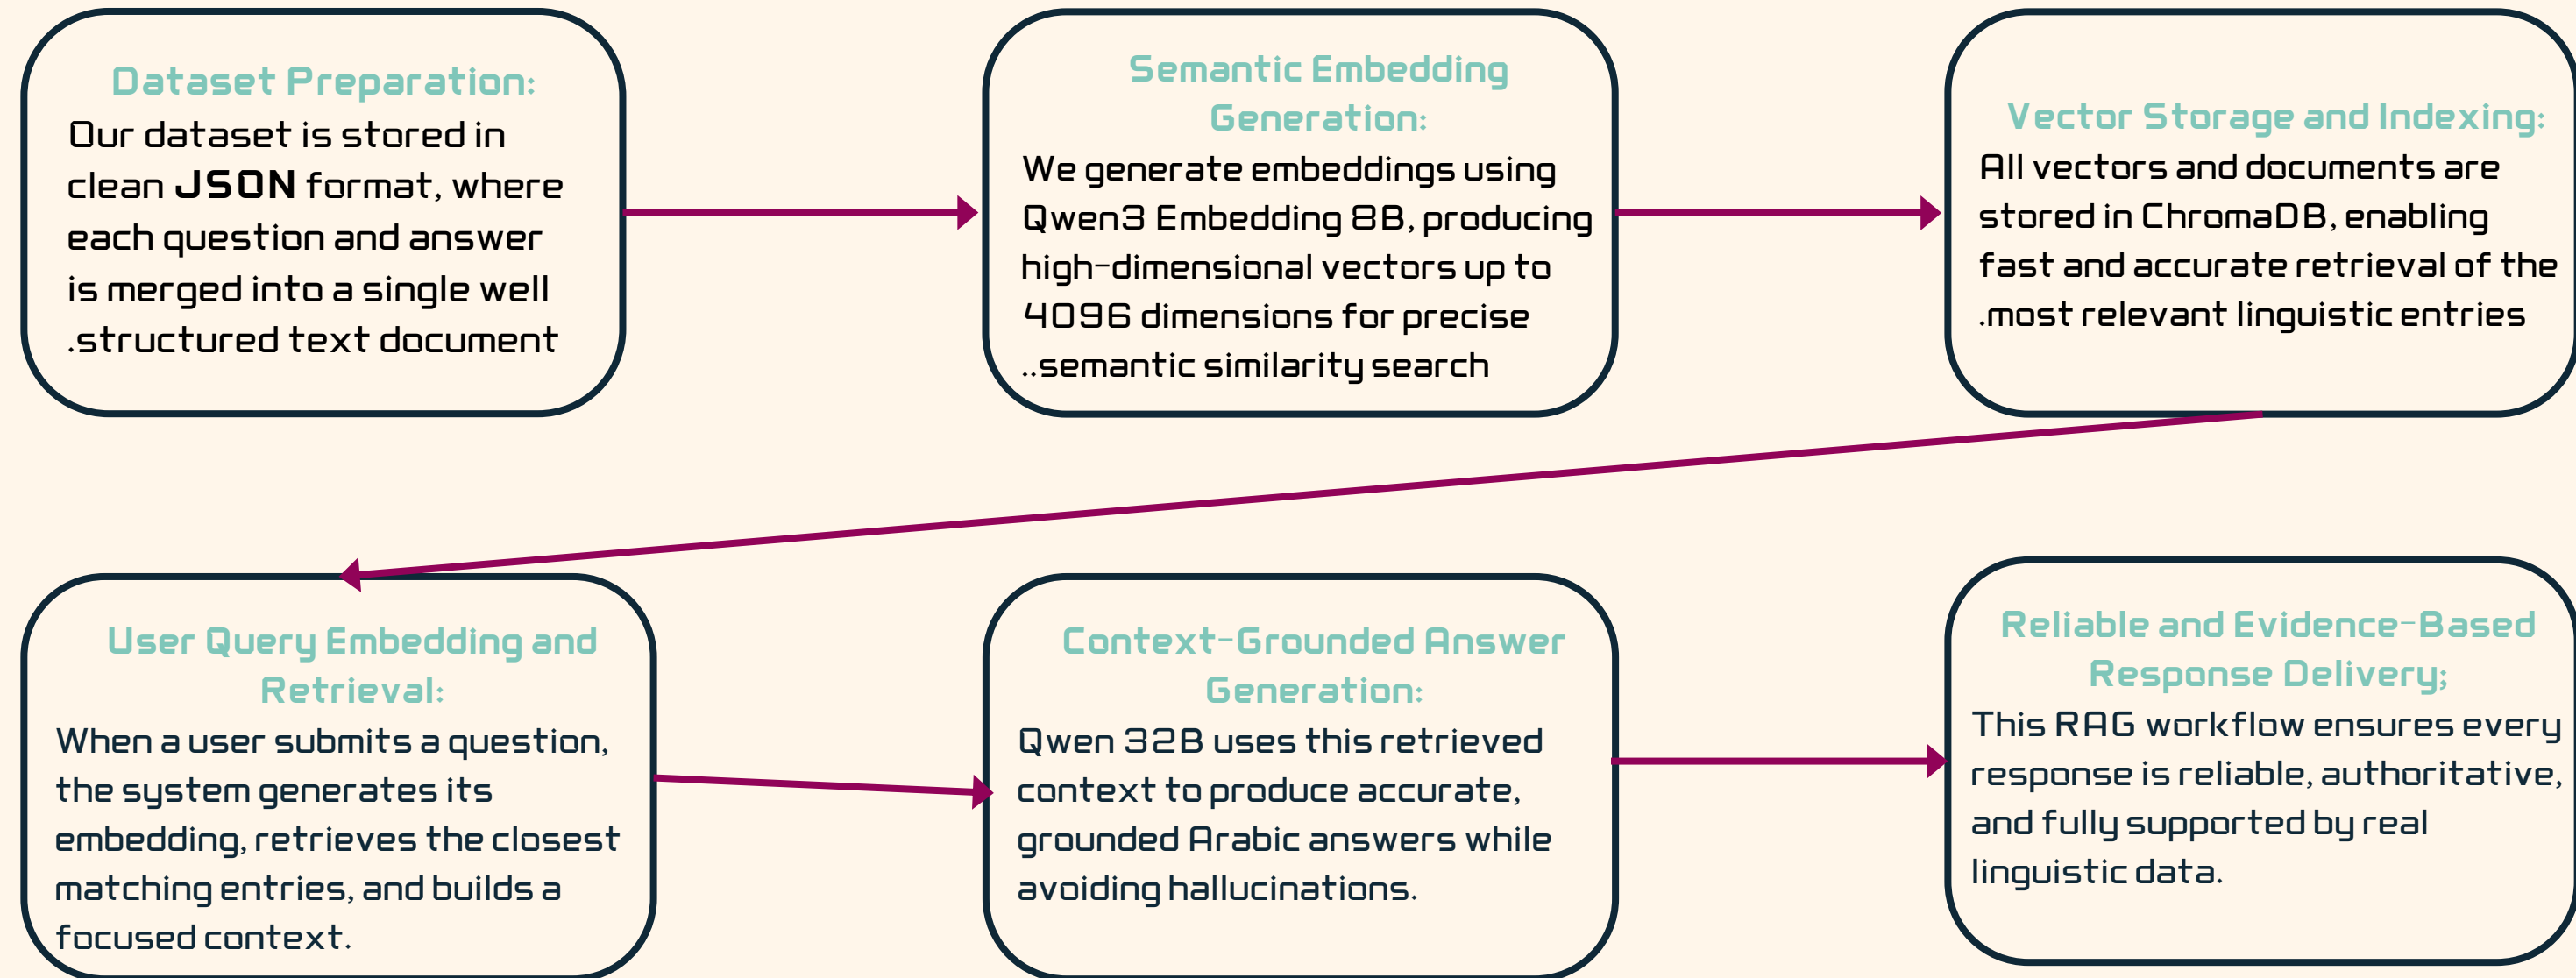 Dataset Preparation:
Our dataset is stored in
clean JSON format, where
each question and answer
is merged into a single well
.structured text document
Semantic Embedding
Generation:
We generate embeddings using
Qwen3 Embedding 8B, producing
high-dimensional vectors up to
4096 dimensions for precise
..semantic similarity search
Vector Storage and Indexing:
All vectors and documents are
stored in ChromaDB, enabling
fast and accurate retrieval of the
.most relevant linguistic entries
User Query Embedding and
Retrieval:
When a user submits a question,
the system generates its
embedding, retrieves the closest
matching entries, and builds a
focused context.
Context-Grounded Answer
Generation:
Qwen 32B uses this retrieved
context to produce accurate,
grounded Arabic answers while
avoiding hallucinations.
Reliable and Evidence-Based
Response Delivery;
This RAG workflow ensures every
response is reliable, authoritative,
and fully supported by real
linguistic data.